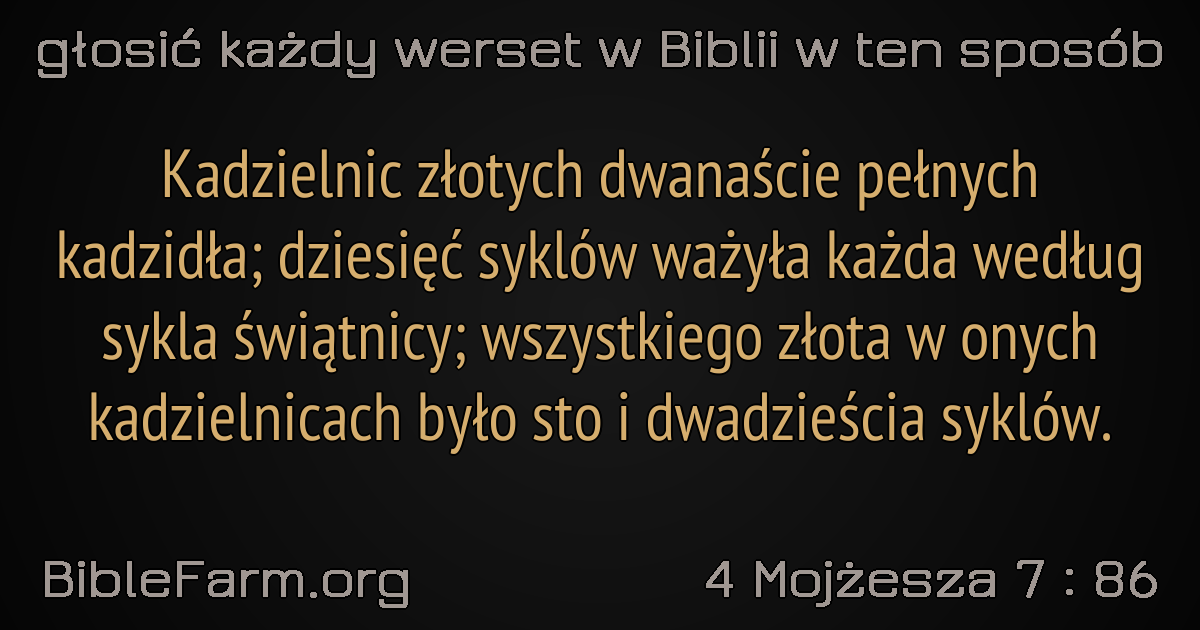 głosić każdy werset w Biblii w ten sposób
Kadzielnic złotych dwanaście pełnych
kadzidła; dziesięć syklów ważyła każda według
sykla świątnicy; wszystkiego złota w onych
kadzielnicach było sto i dwadzieścia syklów.
BibleFarm.org
4 Mojżesza 7 : 86